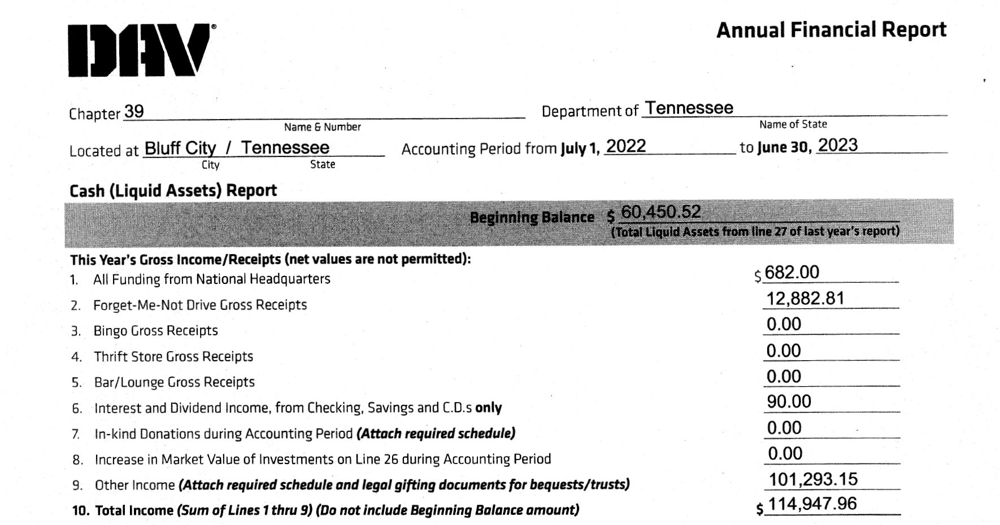 DAV®
Annual Financial Report
Chapter 39 Department of Tennessee
Name & Number Name of State
Located at Bluff City / Tennessee Accounting Period from July 1, 2022 to June 30, 2023
City State
Cash (Liquid Assets) Report
Beginning Balance $ 60,450.52
(Total Liquid Assets from line 27 of last year's report)
This Year's Gross Income/Receipts (net values are not permitted):
1. All Funding from National Headquarters $ 682.00
2. Forget-Me-Not Drive Gross Receipts 12,882.81
3. Bingo Gross Receipts 0.00
4. Thrift Store Gross Receipts 0.00
5. Bar/Lounge Gross Receipts 0.00
6. Interest and Dividend Income, from Checking, Savings and C.D.s only 90.00
7. In-kind Donations during Accounting Period (Attach required schedule) 0.00
8. Increase in Market Value of Investments on Line 26 during Accounting Period 0.00
9. Other Income (Attach required schedule and legal gifting documents for bequests/trusts) 101,293.15
10. Total Income (Sum of Lines 1 thru 9) (Do not include Beginning Balance amount) $ 114,947.96